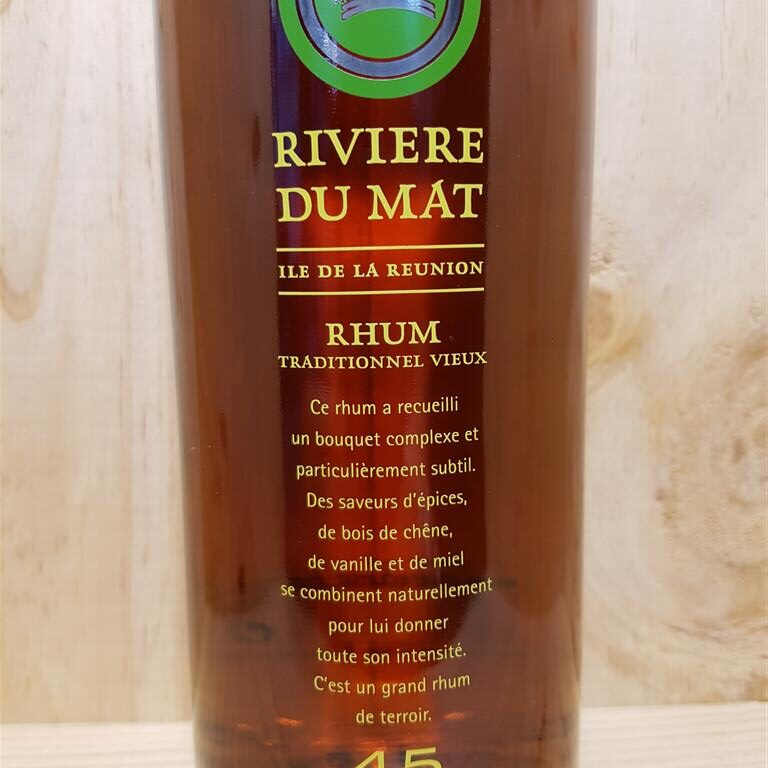 RIVIERE
DU MÁT
ILE DE LA REUNION
RHUM
TRADITIONNEL VIEUX
Ce rhum a recueilli
un bouquet complexe et
particulièrement subtil.
Des saveurs d'épices,
de bois de chêne,
de vanille et de miel
se combinent naturellement
pour lui donner
toute son intensité.
C'est un grand rhum
de terroir.
45